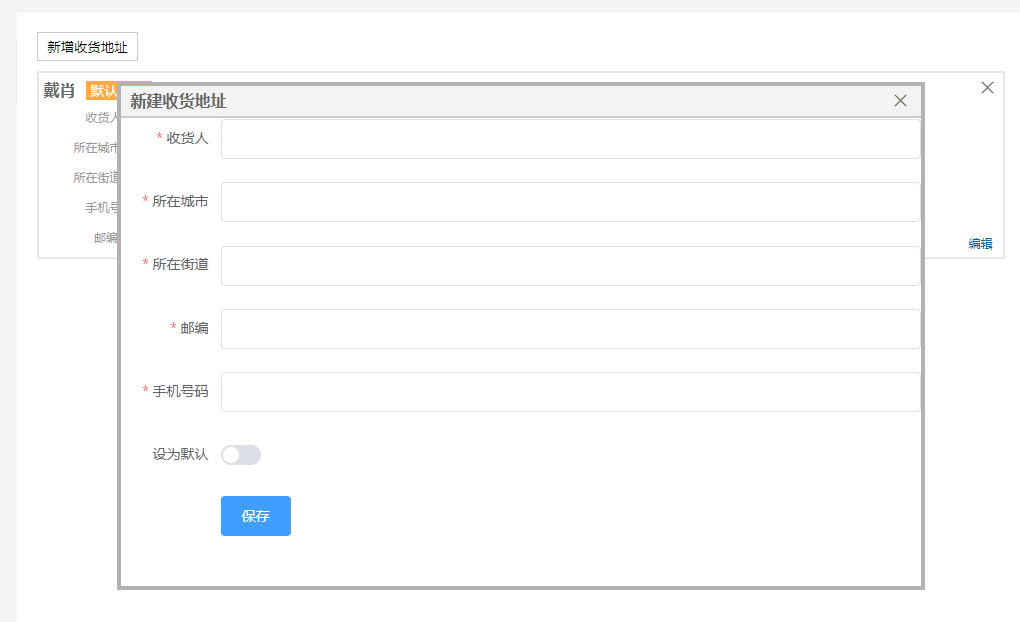 新增收货地址
戴肖 默认
收货人
所在城市
所在街道
手机号
邮编
编辑
新建收货地址
* 收货人
* 所在城市
* 所在街道
* 邮编
* 手机号码
设为默认
保存